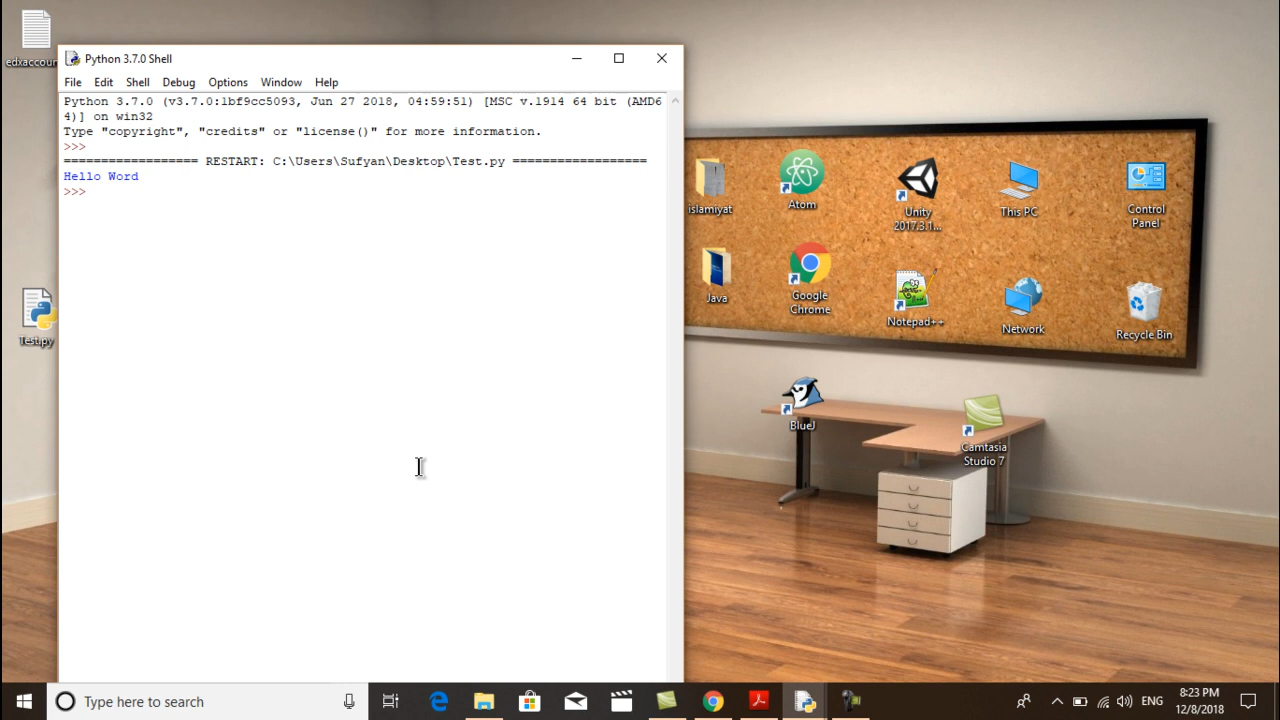 edxaccoun
Python 3.7.0 Shell
File Edit Shell Debug Options Window Help
Python 3.7.0 (v3.7.0:1bf9cc5093, Jun 27 2018, 04:59:51) [MSC v.1914 64 bit (AMD6
4)] on win32
Type "copyright", "credits" or "license()" for more information.
>>>
================== RESTART: C:\Users\Sufyan\Desktop\Test.py ==================
Hello Word
>>>
Test.py
islamiyat
Atom
Unity
2017.3.1...
This PC
Control
Panel
Java
Google
Chrome
Notepad++
Network
Recycle Bin
BlueJ
Camtasia
Studio 7
Type here to search
ENG
8:23 PM
12/8/2018